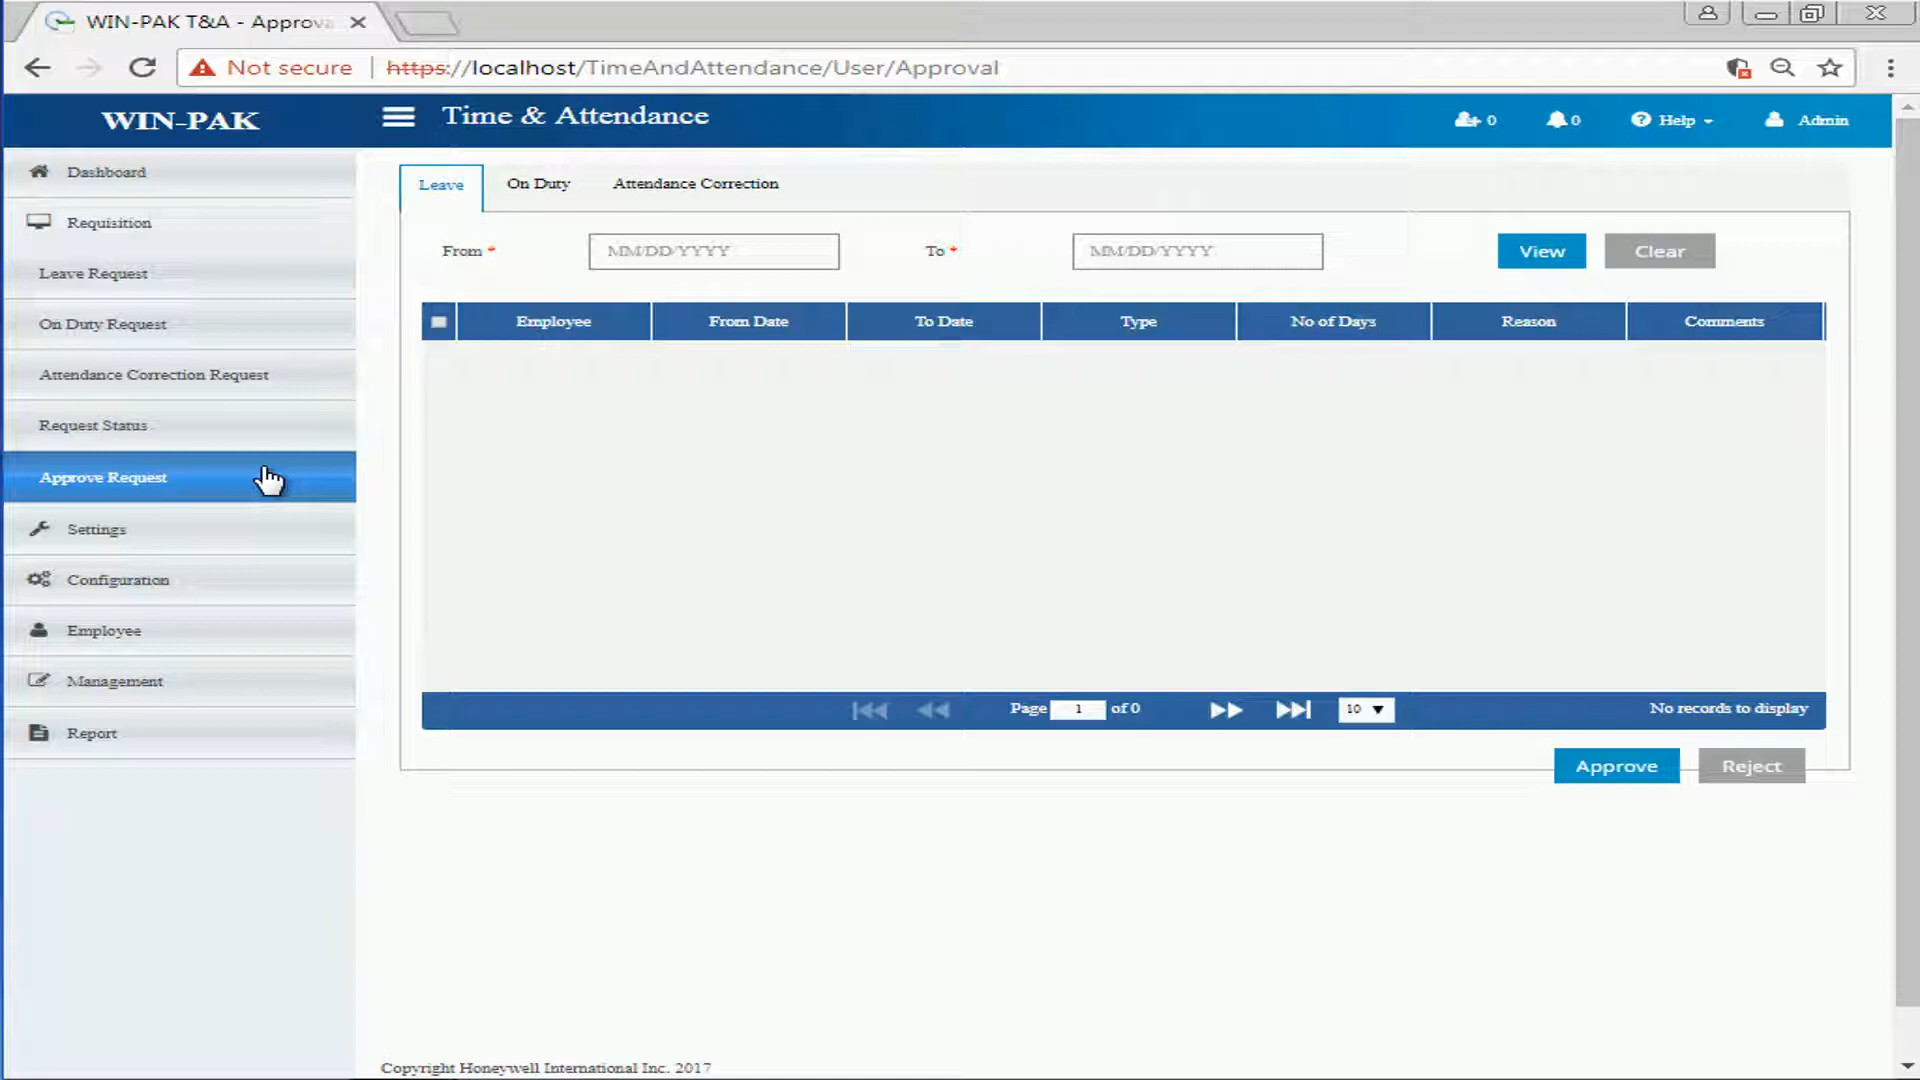 WIN-PAK T&A - Approva
Not secure https://localhost/TimeAndAttendance/User/Approval
WIN-PAK
Time & Attendance
0
0
Help
Admin
Dashboard
Requisition
Leave Request
On Duty Request
Attendance Correction Request
Request Status
Approve Request
Settings
Configuration
Employee
Management
Report
Leave On Duty Attendance Correction
From * MM/DD/YYYY To * MM/DD/YYYY View Clear
Employee From Date To Date Type No of Days Reason Comments
Page 1 of 0 10 No records to display
Approve Reject
Copyright Honeywell International Inc. 2017